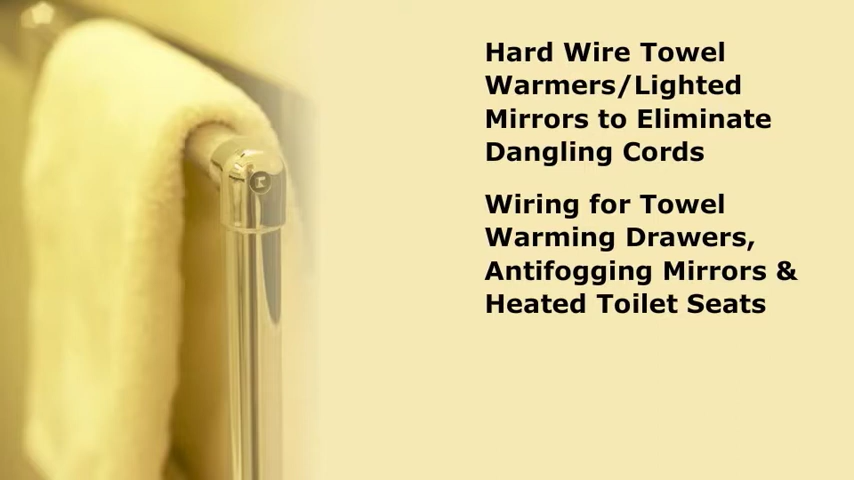 Hard Wire Towel
Warmers/Lighted
Mirrors to Eliminate
Dangling Cords
Wiring for Towel
Warming Drawers,
Antifogging Mirrors &
Heated Toilet Seats